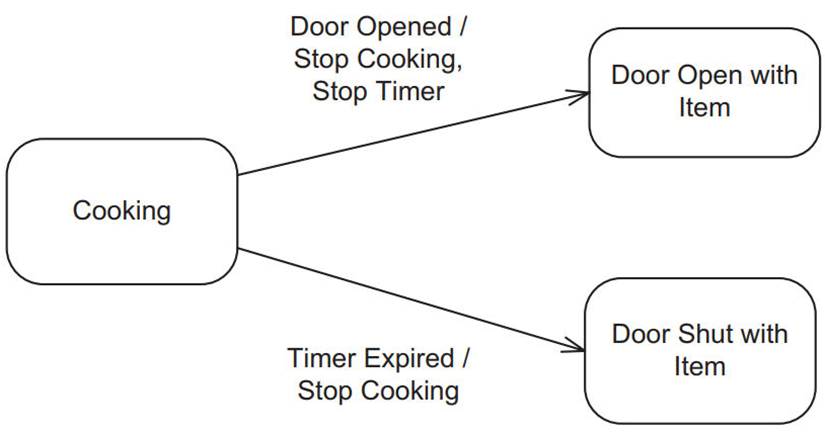 Door Opened /
Stop Cooking,
Stop Timer
Door Open with
Item
Cooking
Door Shut with
Item
Timer Expired /
Stop Cooking